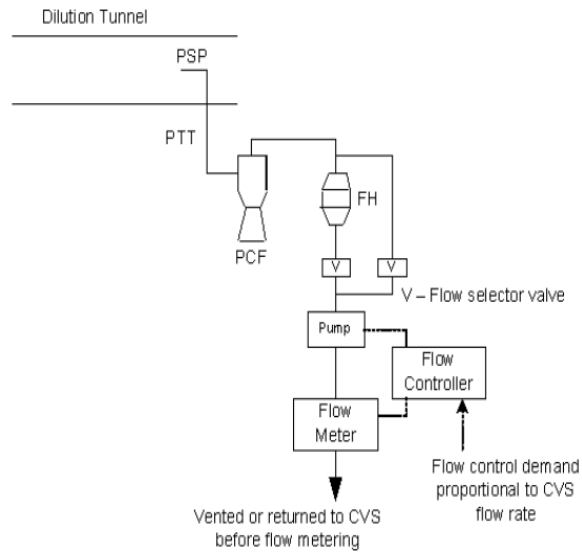 Dilution Tunnel
PSP
PTT
PCF
FH
V
V
V – Flow selector valve
Pump
Flow
Controller
Flow
Meter
Flow control demand
proportional to CVS
flow rate
Vented or returned to CVS
before flow metering